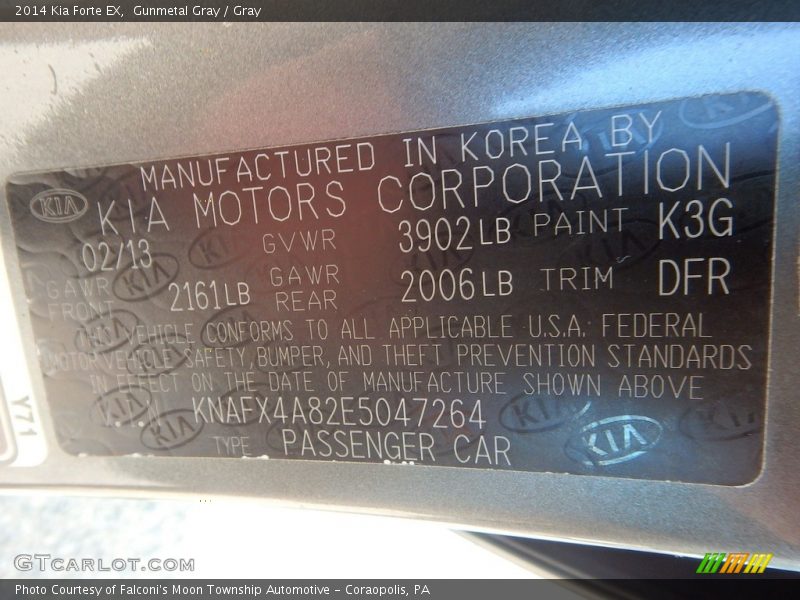 2014 Kia Forte EX,  Gunmetal Gray / Gray
MANUFACTURED IN KOREA BY
KIA KIA MOTORS CORPORATION
02/13 GVWR 3902LB PAINT K3G
GAWR FRONT 2161LB GAWR REAR 2006LB TRIM DFR
VEHICLE CONFORMS TO ALL APPLICABLE U.S.A. FEDERAL
MOTOR VEHICLE SAFETY, BUMPER, AND THEFT PREVENTION STANDARDS
IN EFFECT ON THE DATE OF MANUFACTURE SHOWN ABOVE
KNAFX4A82E5047264
TYPE PASSENGER CAR
KIA
Y71
GTCARLOT.COM
Photo Courtesy of Falconi's Moon Township Automotive - Coraopolis, PA